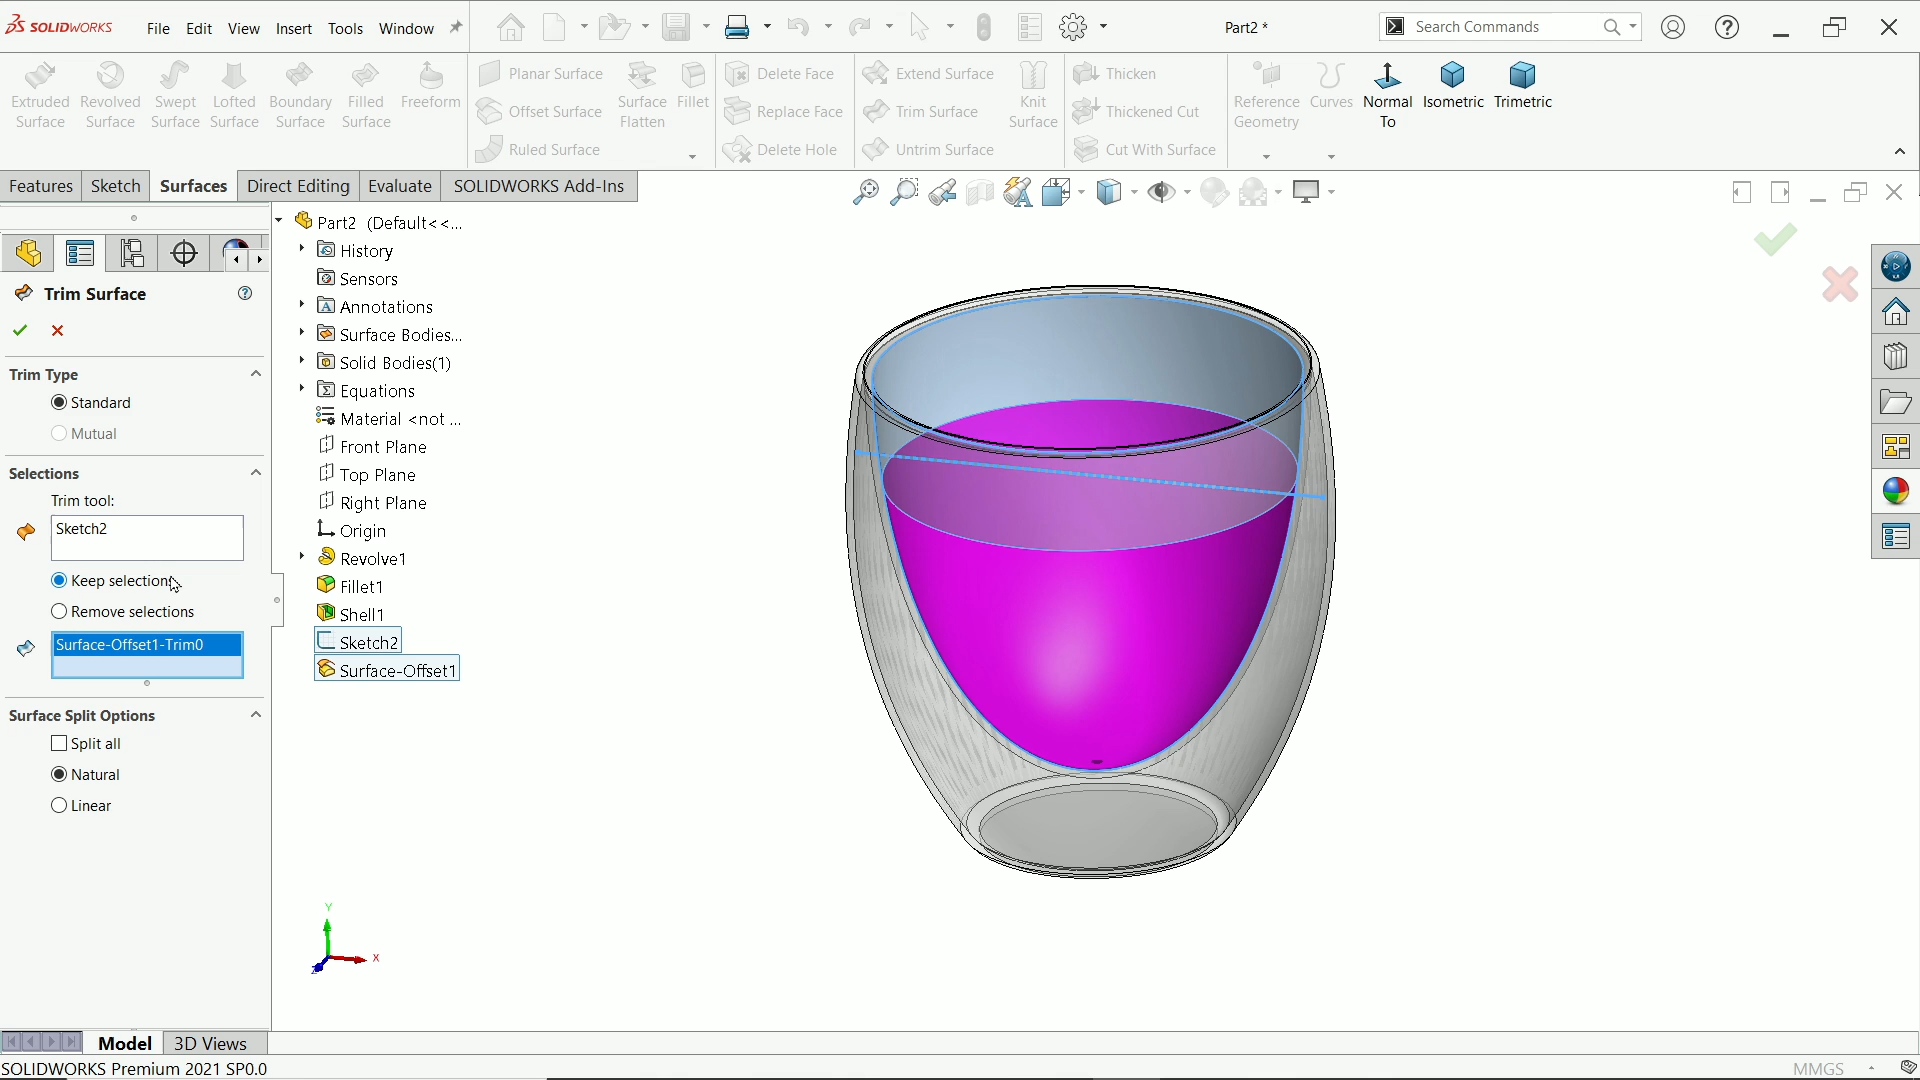 SOLIDWORKS File Edit View Insert Tools Window Part2 * Search Commands
Extruded Surface Revolved Surface Swept Surface Lofted Surface Boundary Surface Filled Surface Freeform
Planar Surface
Offset Surface
Ruled Surface
Surface Flatten
Fillet
Delete Face
Replace Face
Delete Hole
Extend Surface
Trim Surface
Untrim Surface
Knit Surface
Thicken
Thickened Cut
Cut With Surface
Reference Geometry
Curves
Normal To
Isometric
Trimetric
Features Sketch Surfaces Direct Editing Evaluate SOLIDWORKS Add-Ins
Trim Surface
Trim Type
Standard
Mutual
Selections
Trim tool:
Sketch2
Keep selections
Remove selections
Surface-Offset1-Trim0
Surface Split Options
Split all
Natural
Linear
Part2 (Default<<...
History
Sensors
Annotations
Surface Bodies...
Solid Bodies(1)
Equations
Material <not ...
Front Plane
Top Plane
Right Plane
Origin
Revolve1
Fillet1
Shell1
Sketch2
Surface-Offset1
Y
X
Z
Model 3D Views
SOLIDWORKS Premium 2021 SP0.0
MMGS